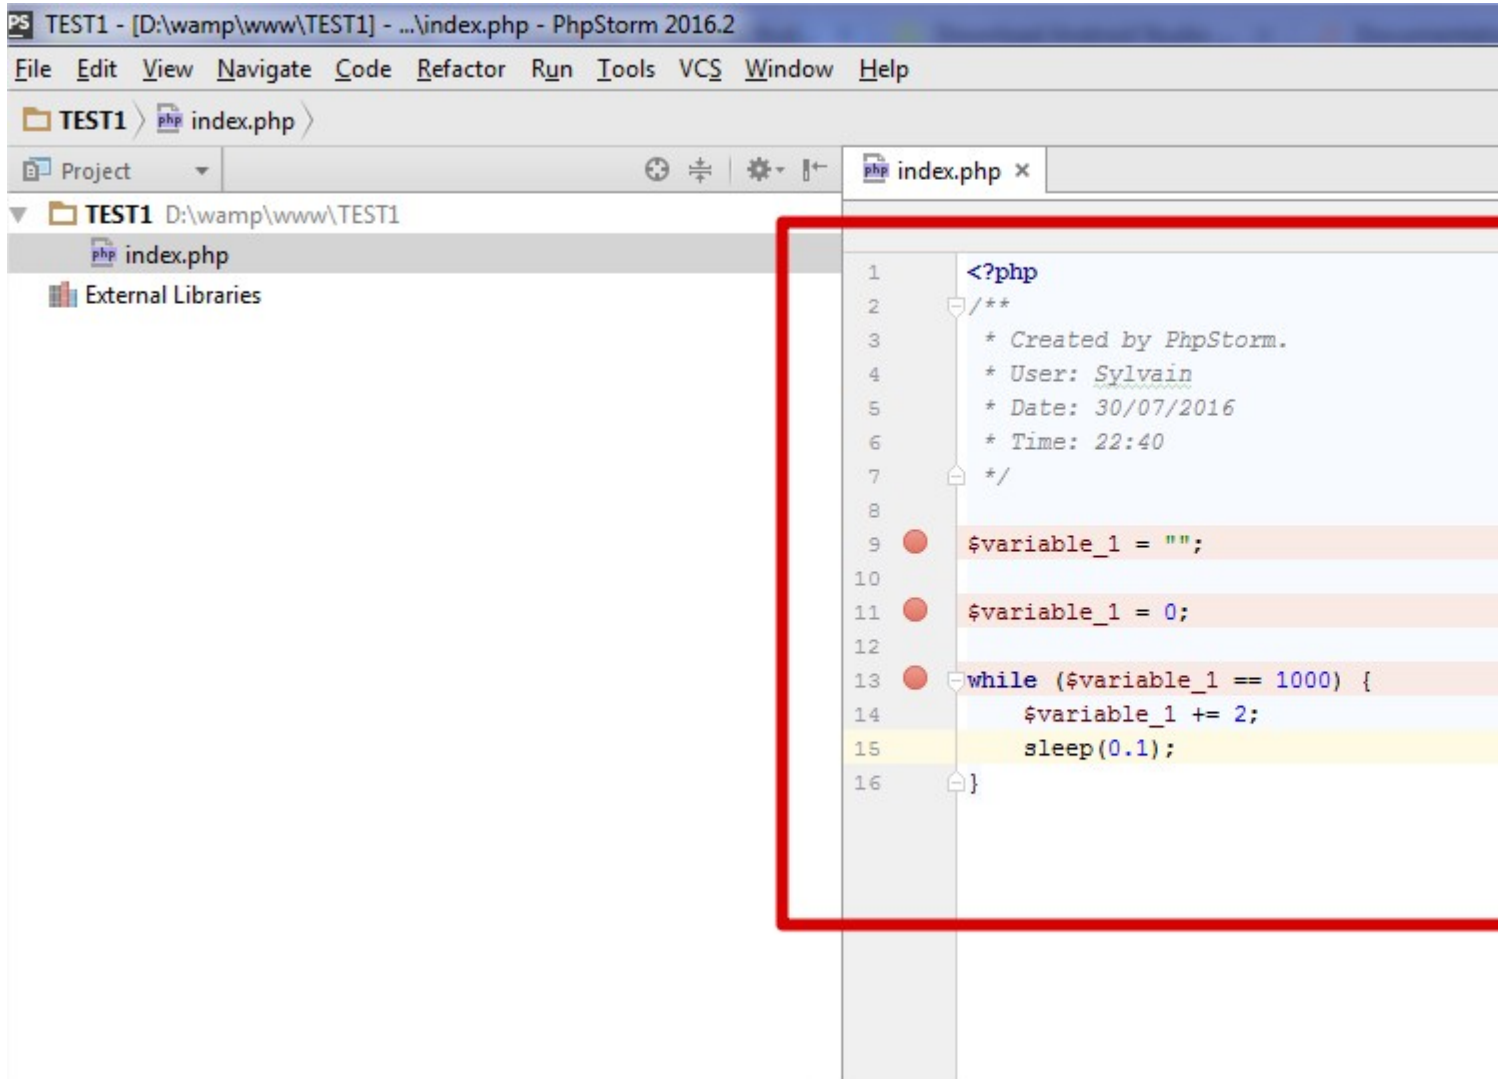 PS TEST1 - [D:\wamp\www\TEST1] - ...\index.php - PhpStorm 2016.2
File Edit View Navigate Code Refactor Run Tools VCS Window Help
TEST1 php index.php
Project
php index.php ×
TEST1 D:\wamp\www\TEST1
php index.php
External Libraries
1 <?php
2 /**
3 * Created by PhpStorm.
4 * User: Sylvain
5 * Date: 30/07/2016
6 * Time: 22:40
7 */
8
9 $variable_1 = "";
10
11 $variable_1 = 0;
12
13 while ($variable_1 == 1000) {
14 $variable_1 += 2;
15 sleep(0.1);
16 }